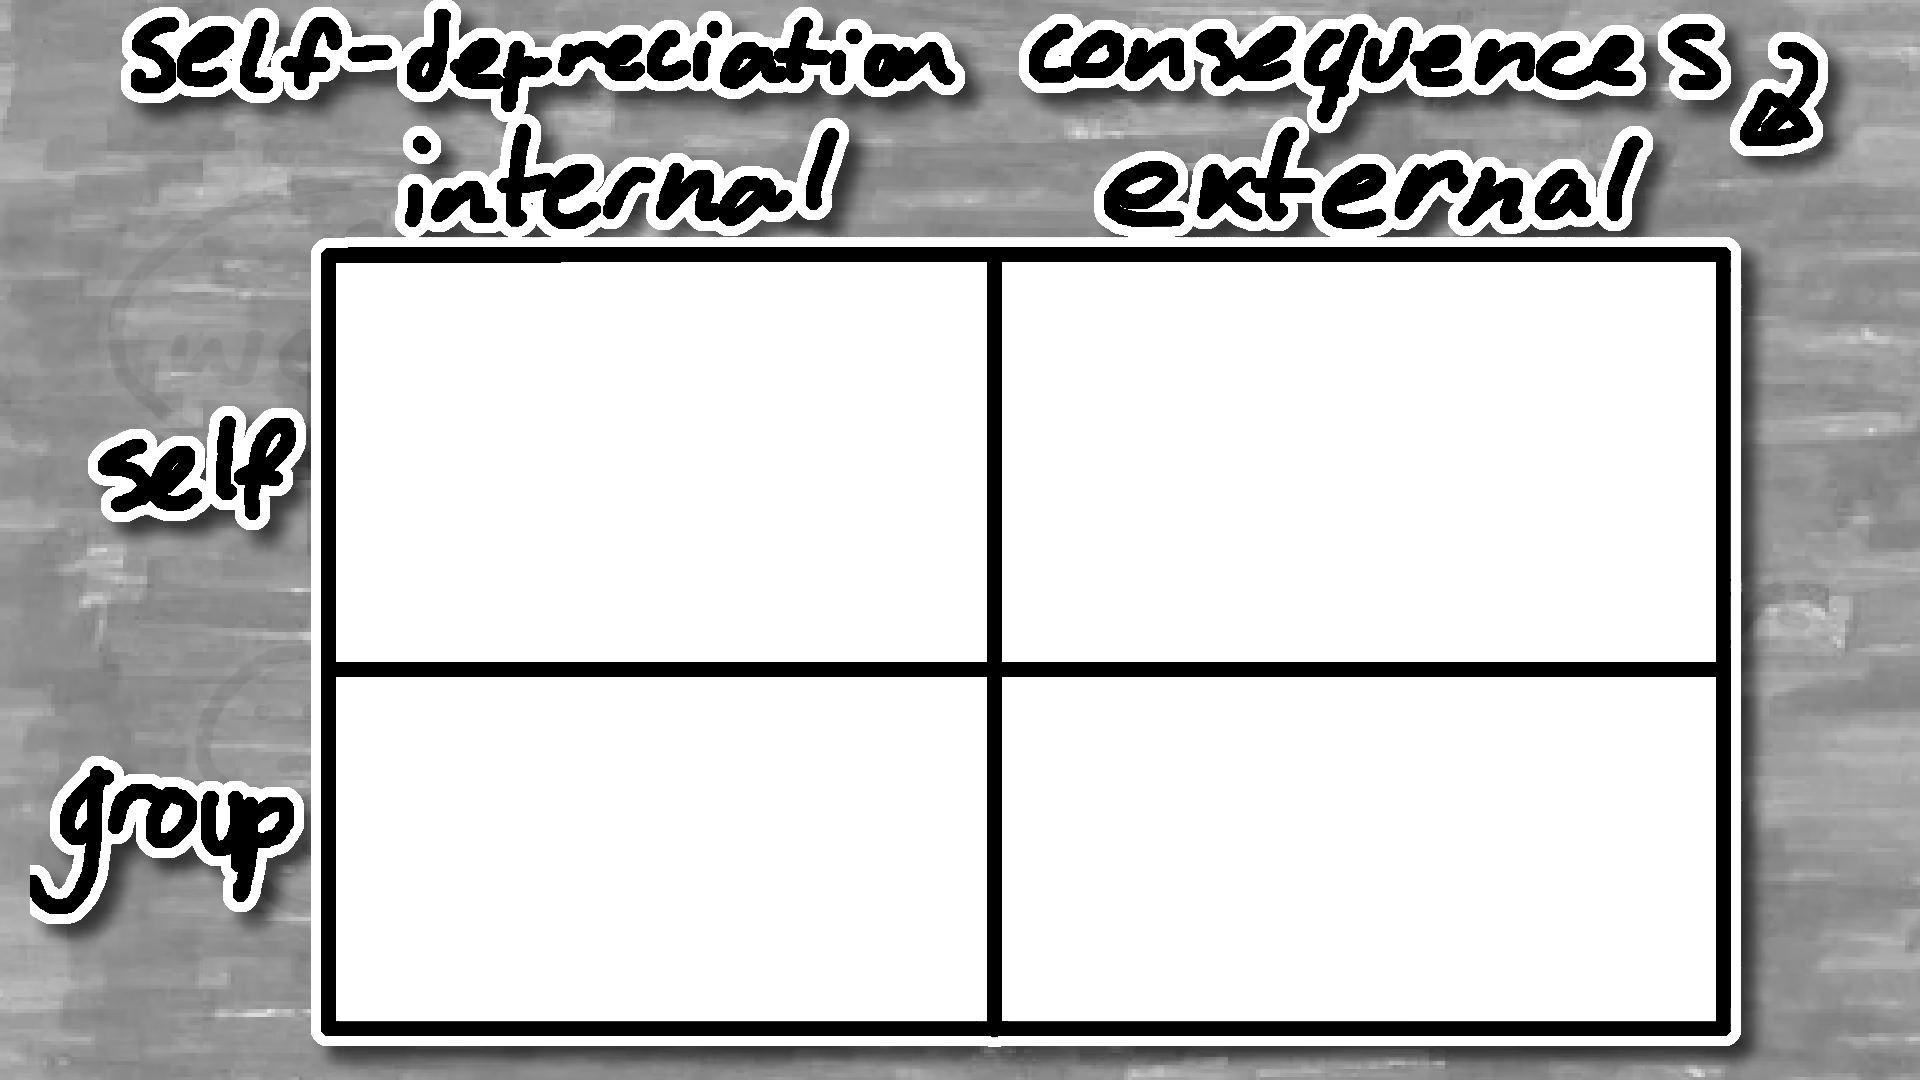 self-depreciation consequences
internal external
self
group